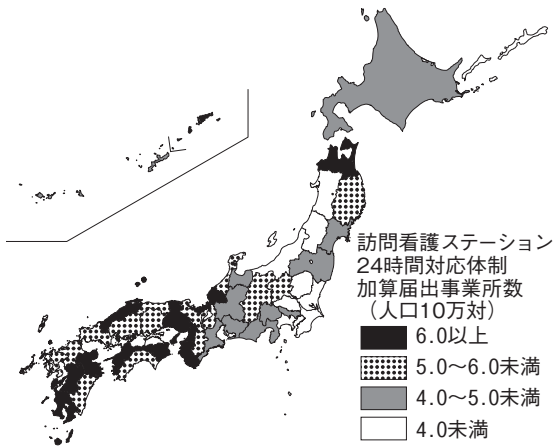 訪問看護ステーション
24時間対応体制
加算届出事業所数
（人口10万対）
6.0以上
5.0～6.0未満
4.0～5.0未満
4.0未満